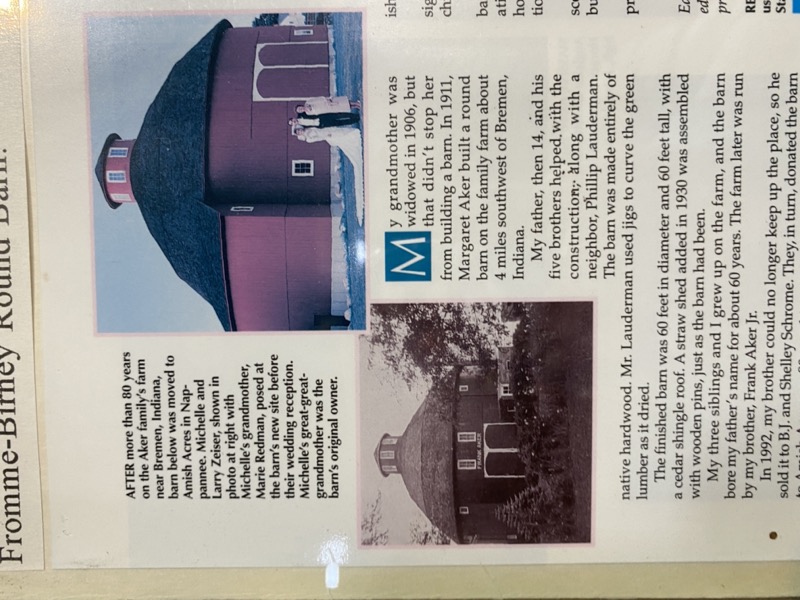 Fromme-Birney Round Barn!
AFTER more than 80 years
on the Aker family's farm
near Bremen, Indiana,
barn below was moved to
Amish Acres in Nap-
pannee. Michelle and
Larry Zeiser, shown in
photo at right with
Michelle's grandmother,
Marie Redman, posed at
the barn's new site before
their wedding reception.
Michelle's great-great-
grandmother was the
barn's original owner.
FRANK AKER
My grandmother was
widowed in 1906, but
that didn't stop her
from building a barn. In 1911,
Margaret Aker built a round
barn on the family farm about
4 miles southwest of Bremen,
Indiana.
My father, then 14, and his
five brothers helped, with the
construction, along with a
neighbor, Phillip Lauderman.
The barn was made entirely of
native hardwood. Mr. Lauderman used jigs to curve the green
lumber as it dried.
The finished barn was 60 feet in diameter and 60 feet tall, with
a cedar shingle roof. A straw shed added in 1930 was assembled
with wooden pins, just as the barn had been.
My three siblings and I grew up on the farm, and the barn
bore my father's name for about 60 years. The farm later was run
by my brother, Frank Aker Jr.
In 1992, my brother could no longer keep up the place, so he
sold it to B.J. and Shelley Schrome. They, in turn, donated the barn